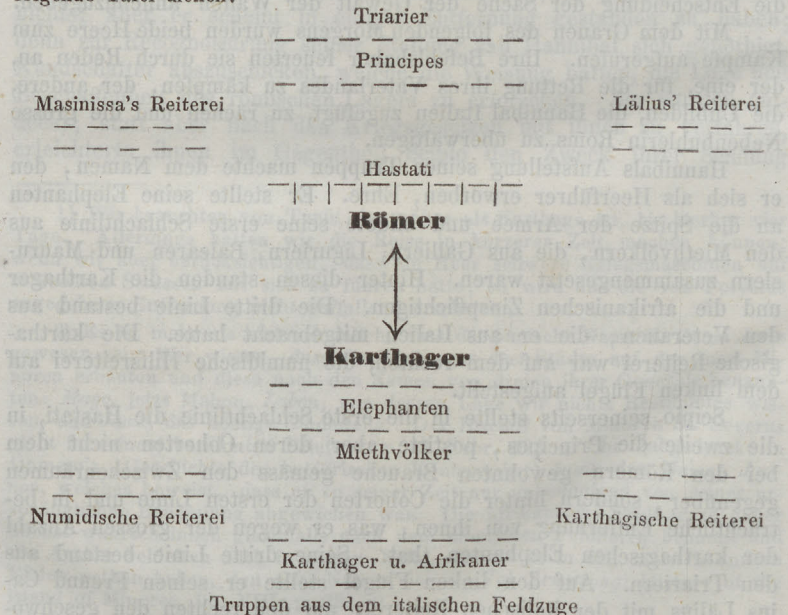 Triarier
Principes
Masinissa's Reiterei
Lälius' Reiterei
Hastati
Römer
Karthager
Elephanten
Miethvölker
Numidische Reiterei
Karthagische Reiterei
Karthager u. Afrikaner
Truppen aus dem italischen Feldzuge